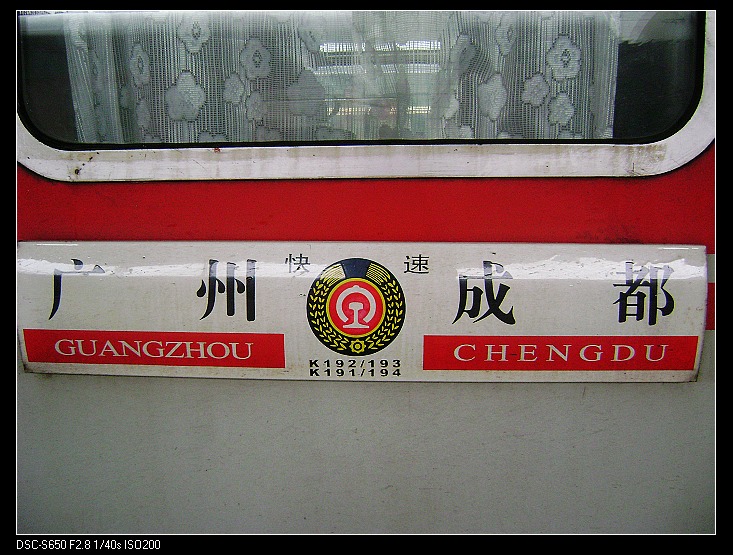 广州 快速 成都
GUANGZHOU CHENGDU
K192/193
K191/194
DSC-S650 F2.8 1/40s ISO200